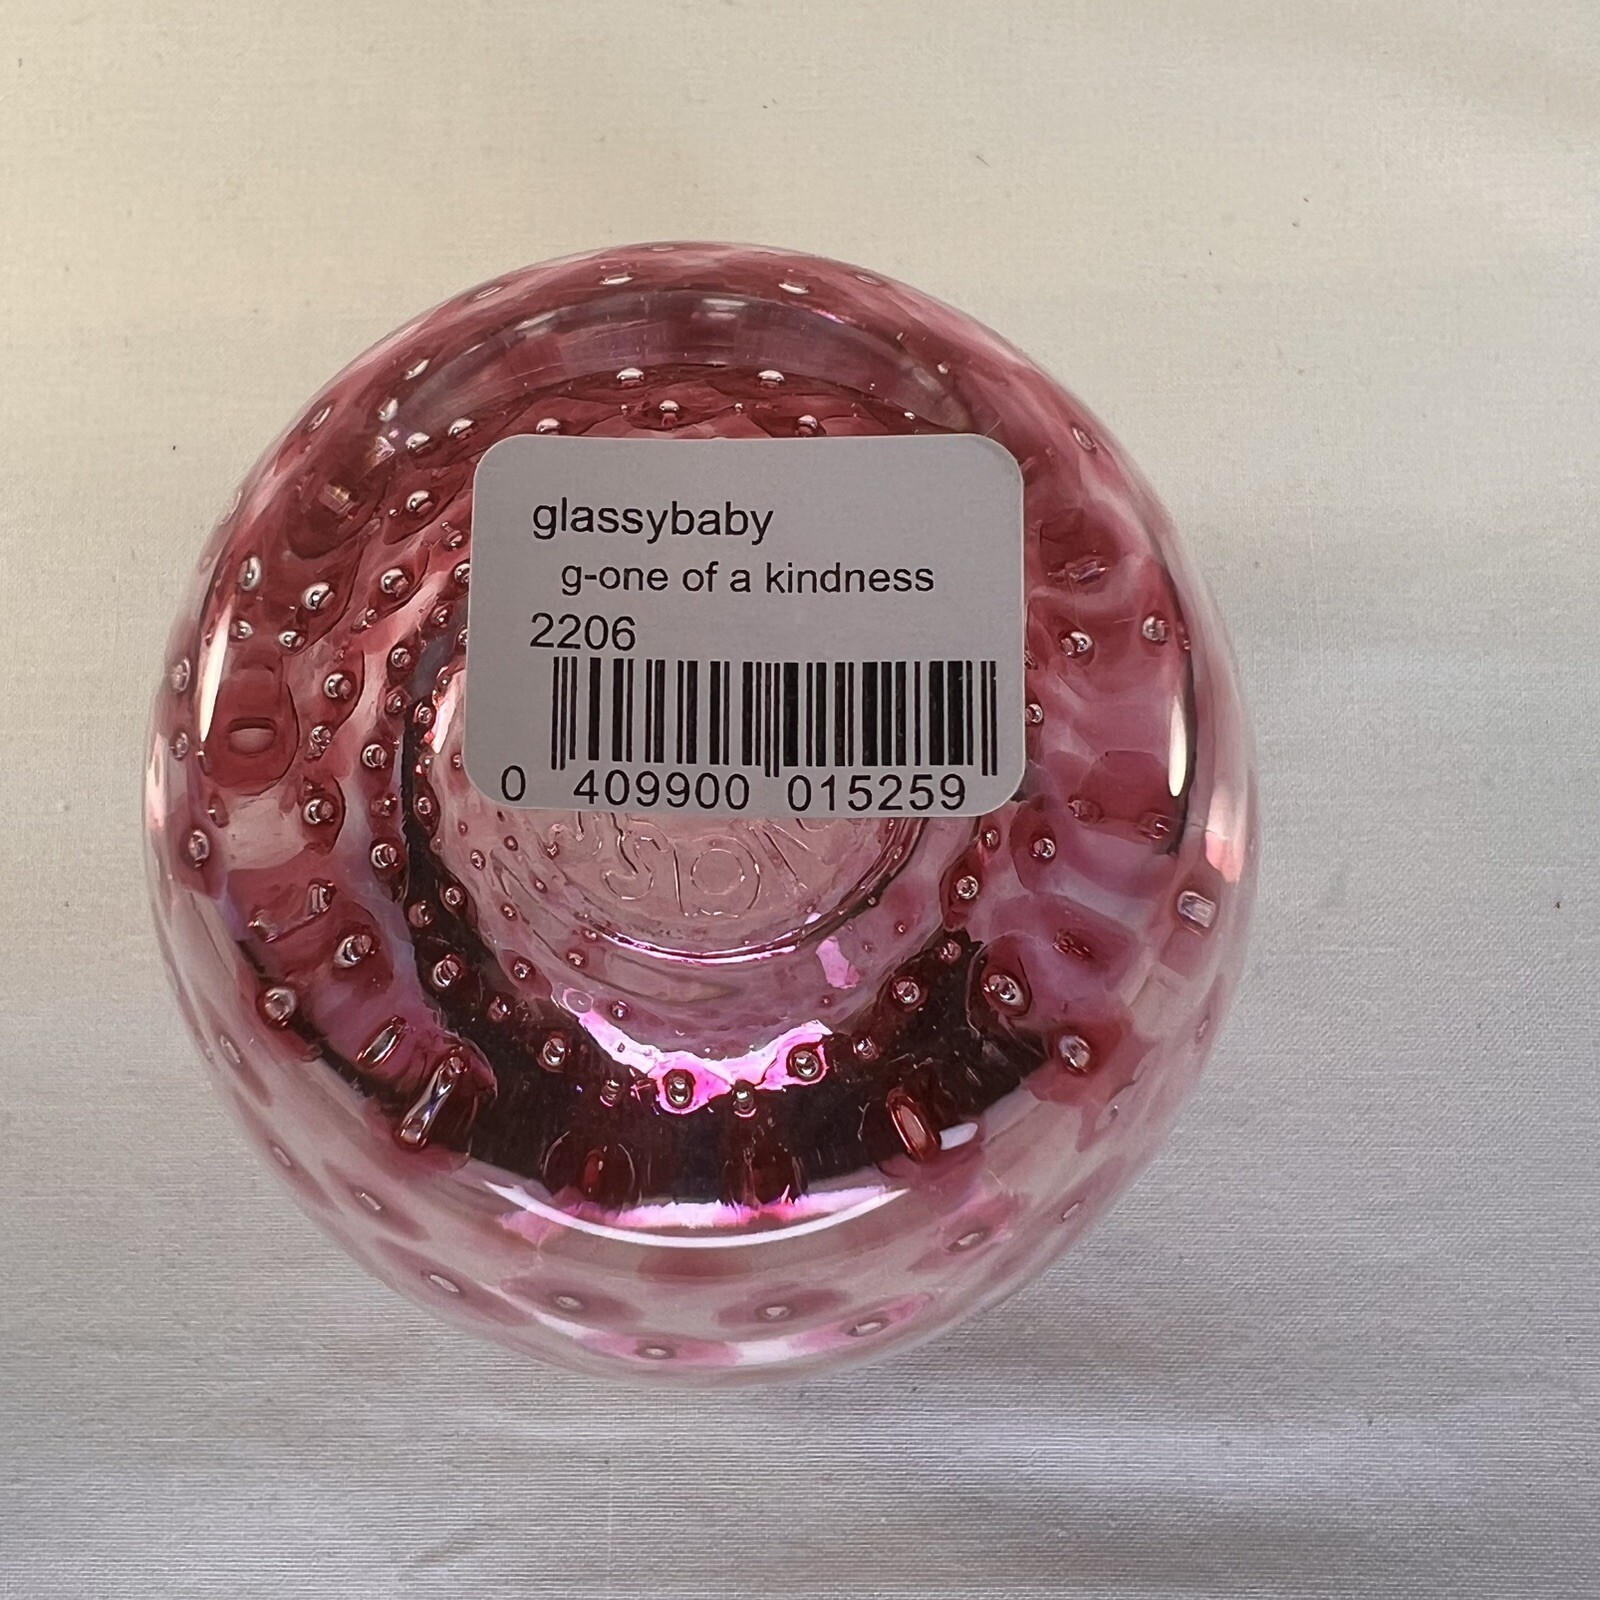 glassybaby
g-one of a kindness
2206
0 409900 015259